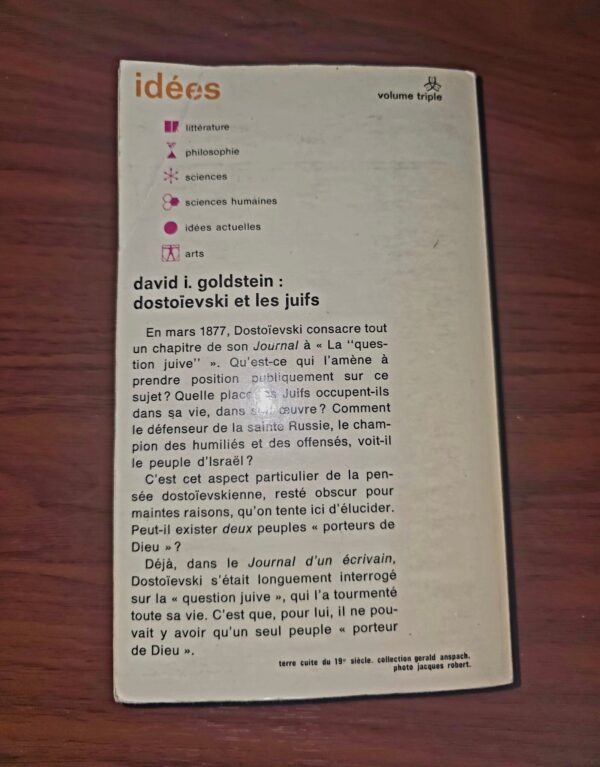 idées
volume triple
littérature
philosophie
sciences
sciences humaines
idées actuelles
arts
david i. goldstein :
dostoïevski et les juifs
En mars 1877, Dostoïevski consacre tout
un chapitre de son Journal à « La "ques-
tion juive" ». Qu'est-ce qui l'amène à
prendre position publiquement sur ce
sujet? Quelle place les Juifs occupent-ils
dans sa vie, dans son œuvre? Comment
le défenseur de la sainte Russie, le cham-
pion des humiliés et des offensés, voit-il
le peuple d'Israël?
C'est cet aspect particulier de la pen-
sée dostoïevskienne, resté obscur pour
maintes raisons, qu'on tente ici d'élucider.
Peut-il exister deux peuples « porteurs de
Dieu »?
Déjà, dans le Journal d'un écrivain,
Dostoïevski s'était longuement interrogé
sur la « question juive », qui l'a tourmenté
toute sa vie. C'est que, pour lui, il ne pou-
vait y avoir qu'un seul peuple « porteur
de Dieu ».
terre cuite du 19e siècle. collection gerald anspach.
photo jacques robert.